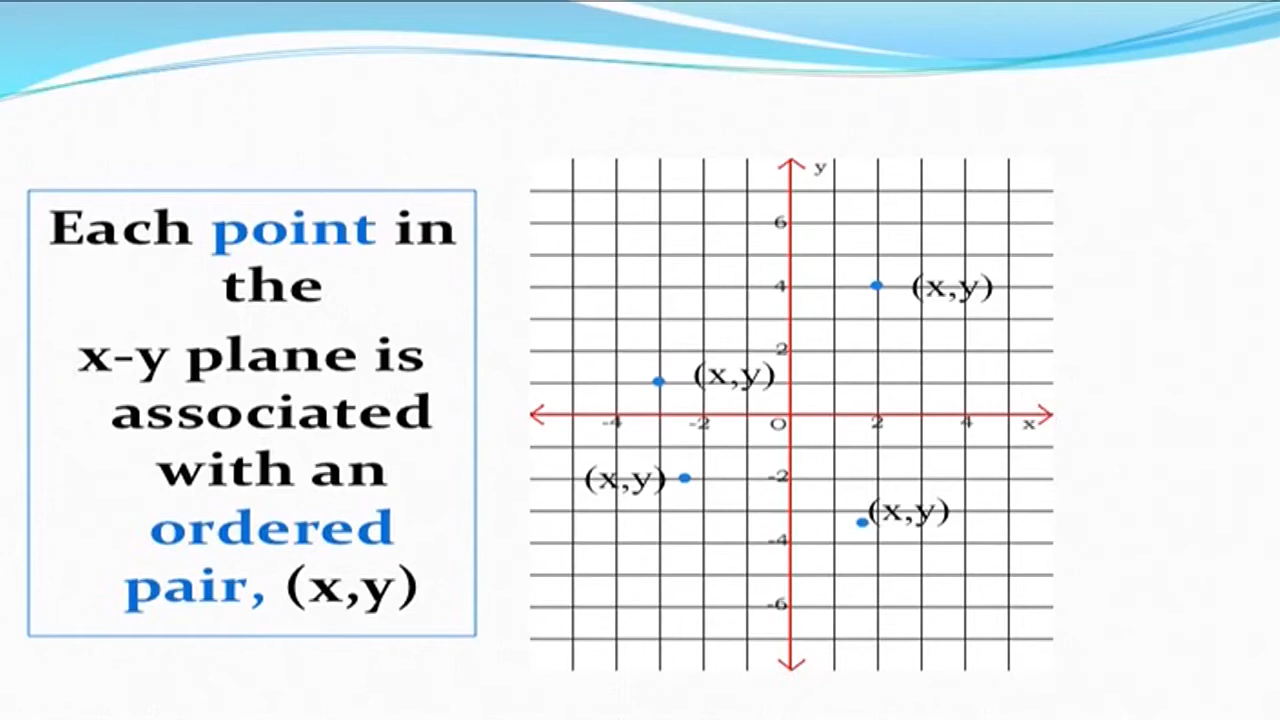 Each point in
the
x-y plane is
associated
with an
ordered
pair, (x,y)
y
6
4
(x,y)
2
(x,y)
-4
-2
O
2
4
x
(x,y)
-2
(x,y)
-4
-6